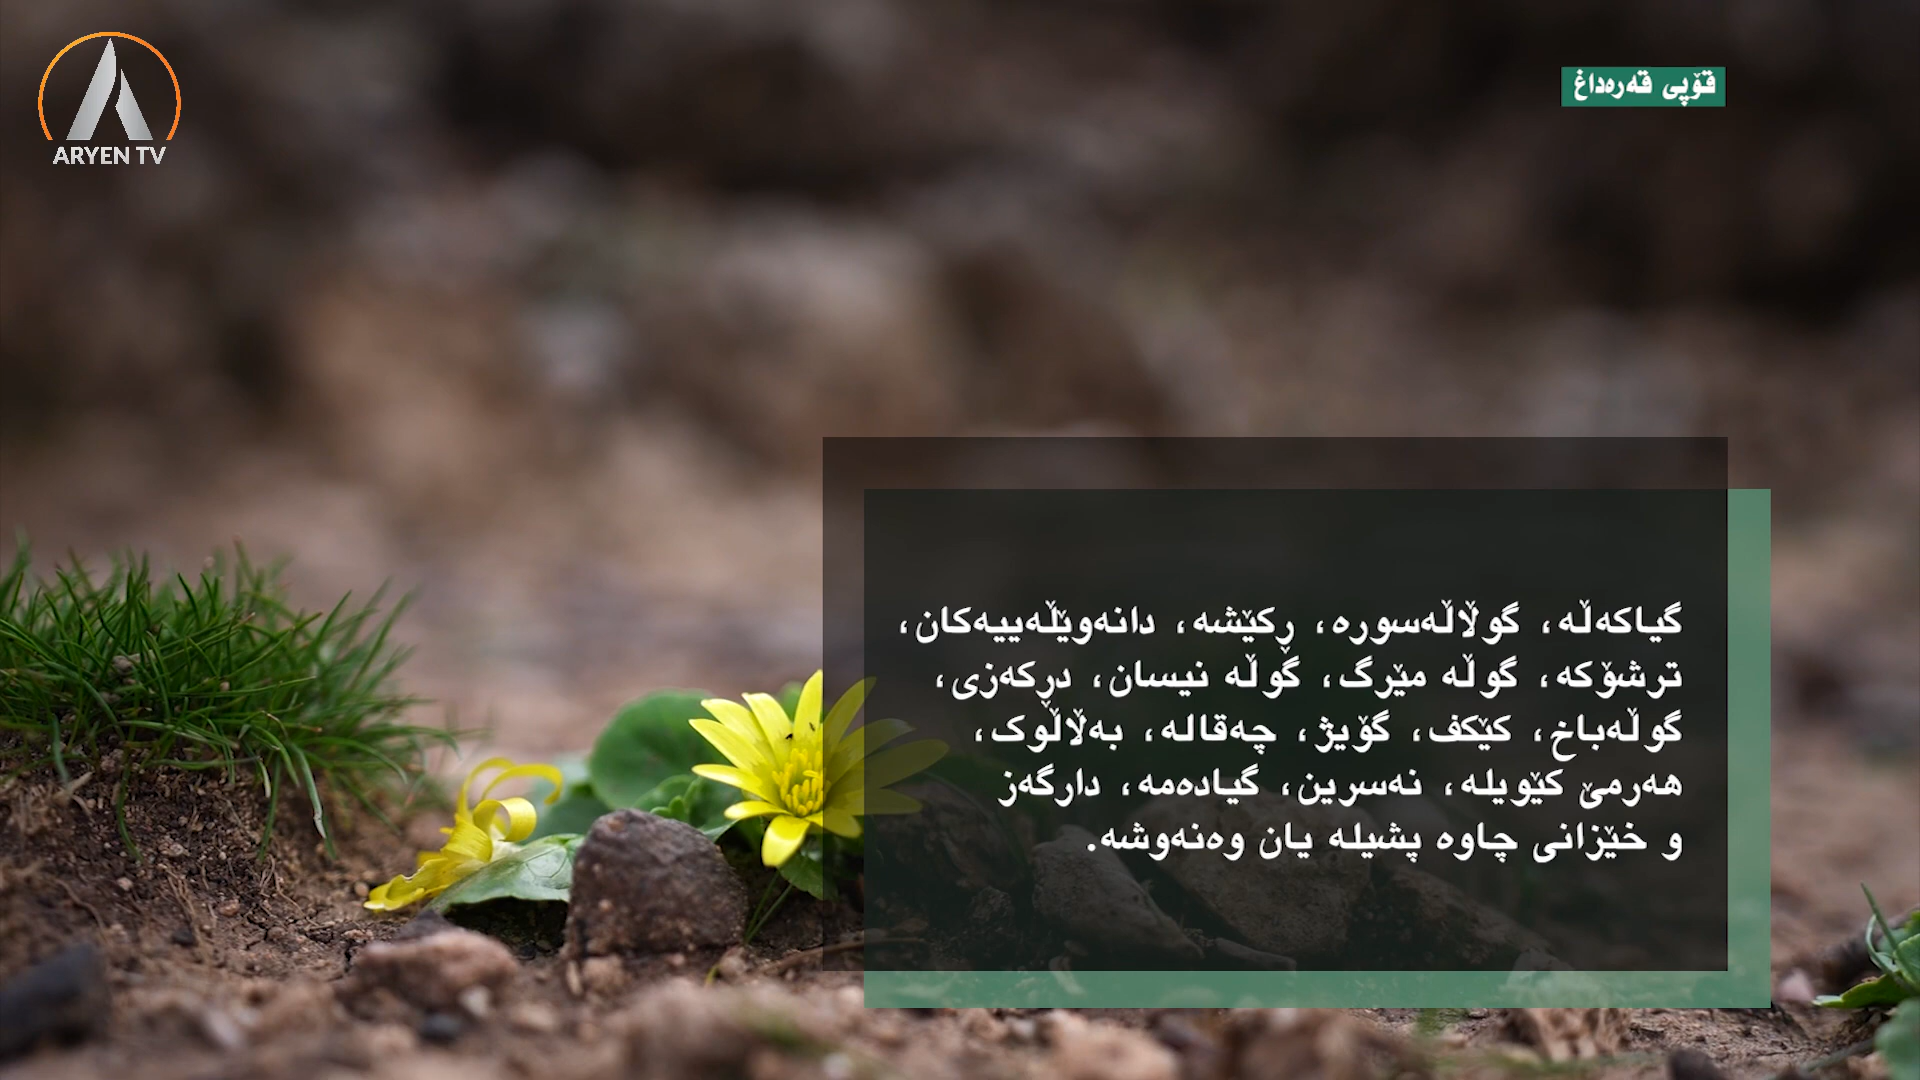 ARYEN TV
قۆپی قەرەداغ
گیاکەڵە، گوڵاڵەسورە، ڕکێشە، دانەوێڵەییەکان،
ترشۆکە، گوڵە مێرگ، گوڵە نیسان، دڕکەزی،
گوڵەباخ، کێکف، گۆیژ، چەقالە، بەڵاڵوک،
هەرمێ کێویلە، نەسرین، گیادەمە، دارگەز
و خێزانی چاوە پشیلە یان وەنەوشە.